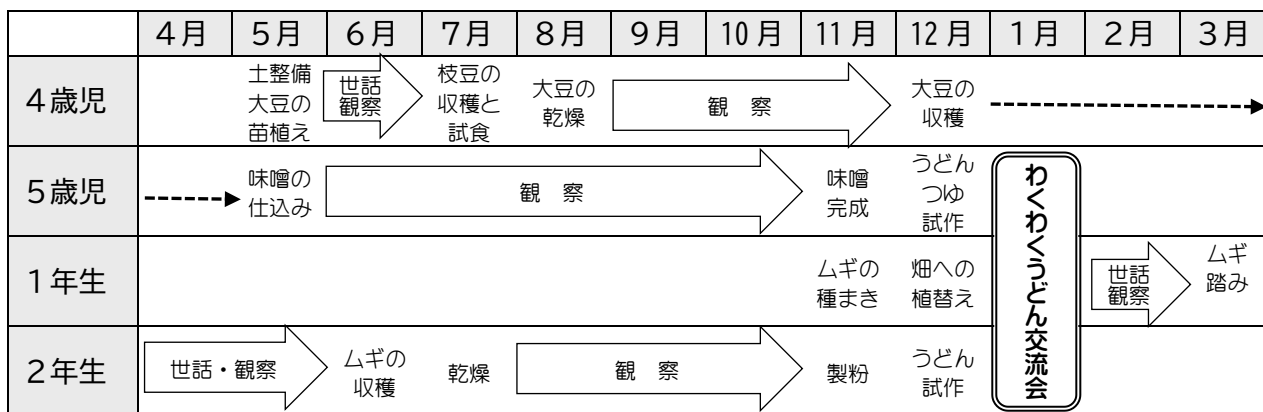 4月 5月 6月 7月 8月 9月 10月 11月 12月 1月 2月 3月
4歳児
土整備
大豆の
苗植え
世話
観察
枝豆の
収穫と
試食
大豆の
乾燥
観 察
大豆の
収穫
5歳児
味噌の
仕込み
観 察
味噌
完成
うどん
つゆ
試作
わくわくうどん交流会
1年生
ムギの
種まき
畑への
植替え
世話
観察
ムギ
踏み
2年生
世話・観察
ムギの
収穫
乾燥
観 察
製粉
うどん
試作